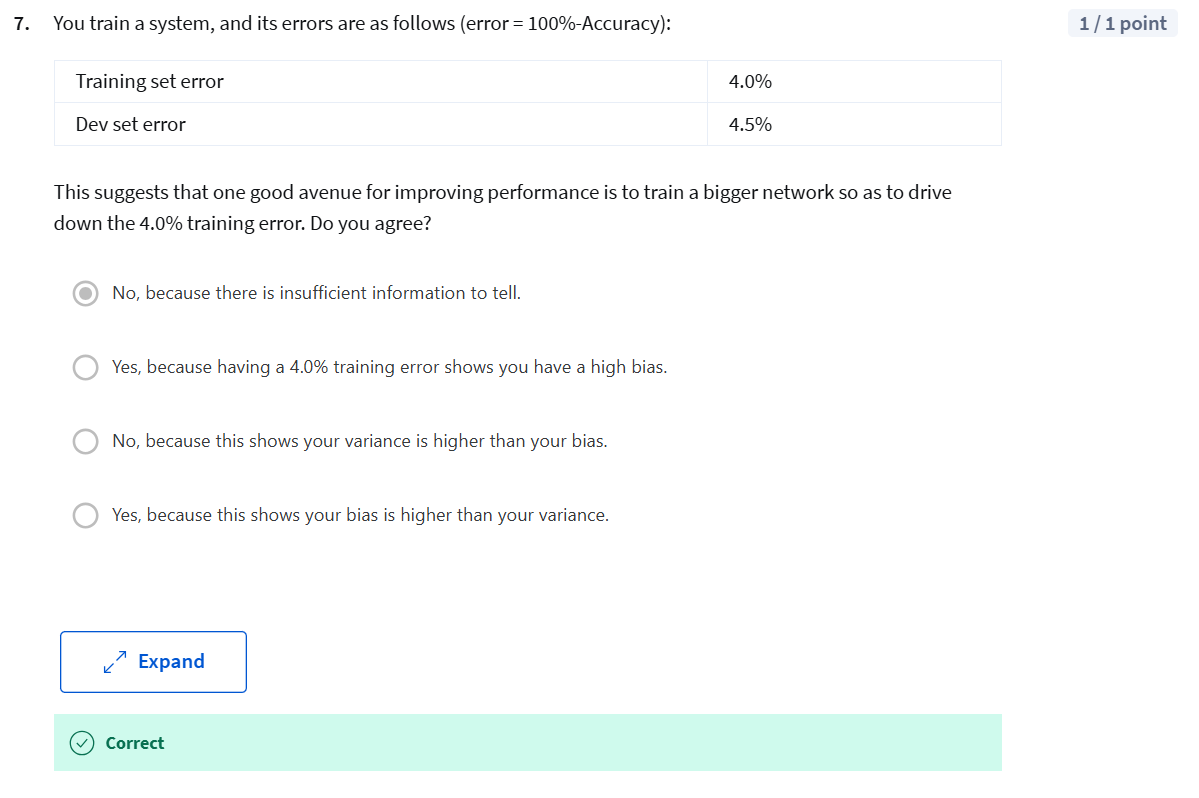 7. You train a system, and its errors are as follows (error = 100%-Accuracy): 1 / 1 point
Training set error 4.0%
Dev set error 4.5%
This suggests that one good avenue for improving performance is to train a bigger network so as to drive
down the 4.0% training error. Do you agree?
No, because there is insufficient information to tell.
Yes, because having a 4.0% training error shows you have a high bias.
No, because this shows your variance is higher than your bias.
Yes, because this shows your bias is higher than your variance.
Expand
Correct